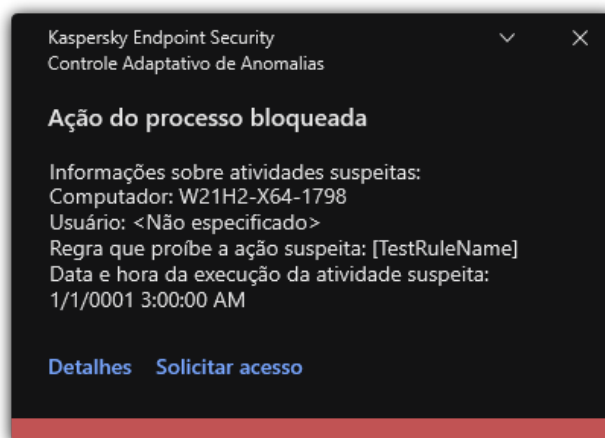 Kaspersky Endpoint Security
Controle Adaptativo de Anomalias
Ação do processo bloqueada
Informações sobre atividades suspeitas:
Computador: W21H2-X64-1798
Usuário: <Não especificado>
Regra que proíbe a ação suspeita: [TestRuleName]
Data e hora da execução da atividade suspeita:
1/1/0001 3:00:00 AM
Detalhes Solicitar acesso